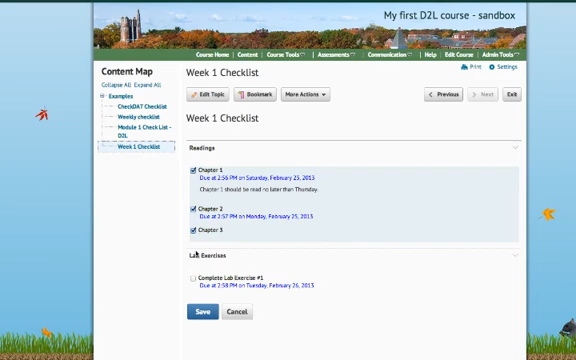 My first D2L course - sandbox
Course Home Content Course Tools Assessments Communication Help Edit Course Admin Tools
Print Settings
Content Map
Collapse All Expand All
Examples
CheckDAT Checklist
Weekly checklist
Module 1 Check List -
D2L
Week 1 Checklist
Week 1 Checklist
Edit Topic Bookmark More Actions Previous Next Exit
Week 1 Checklist
Readings
Chapter 1
Due at 2:56 PM on Saturday, February 23, 2013
Chapter 1 should be read no later than Thursday.
Chapter 2
Due at 2:57 PM on Monday, February 25, 2013
Chapter 3
Lab Exercises
Complete Lab Exercise #1
Due at 2:58 PM on Tuesday, February 26, 2013
Save Cancel